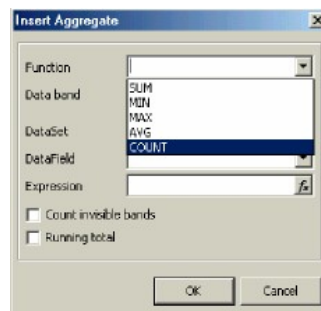 Insert Aggregate
Function
Data band
SUM
MIN
MAX
AVG
COUNT
DataSet
DataField
Expression
fx
Count invisible bands
Running total
OK
Cancel